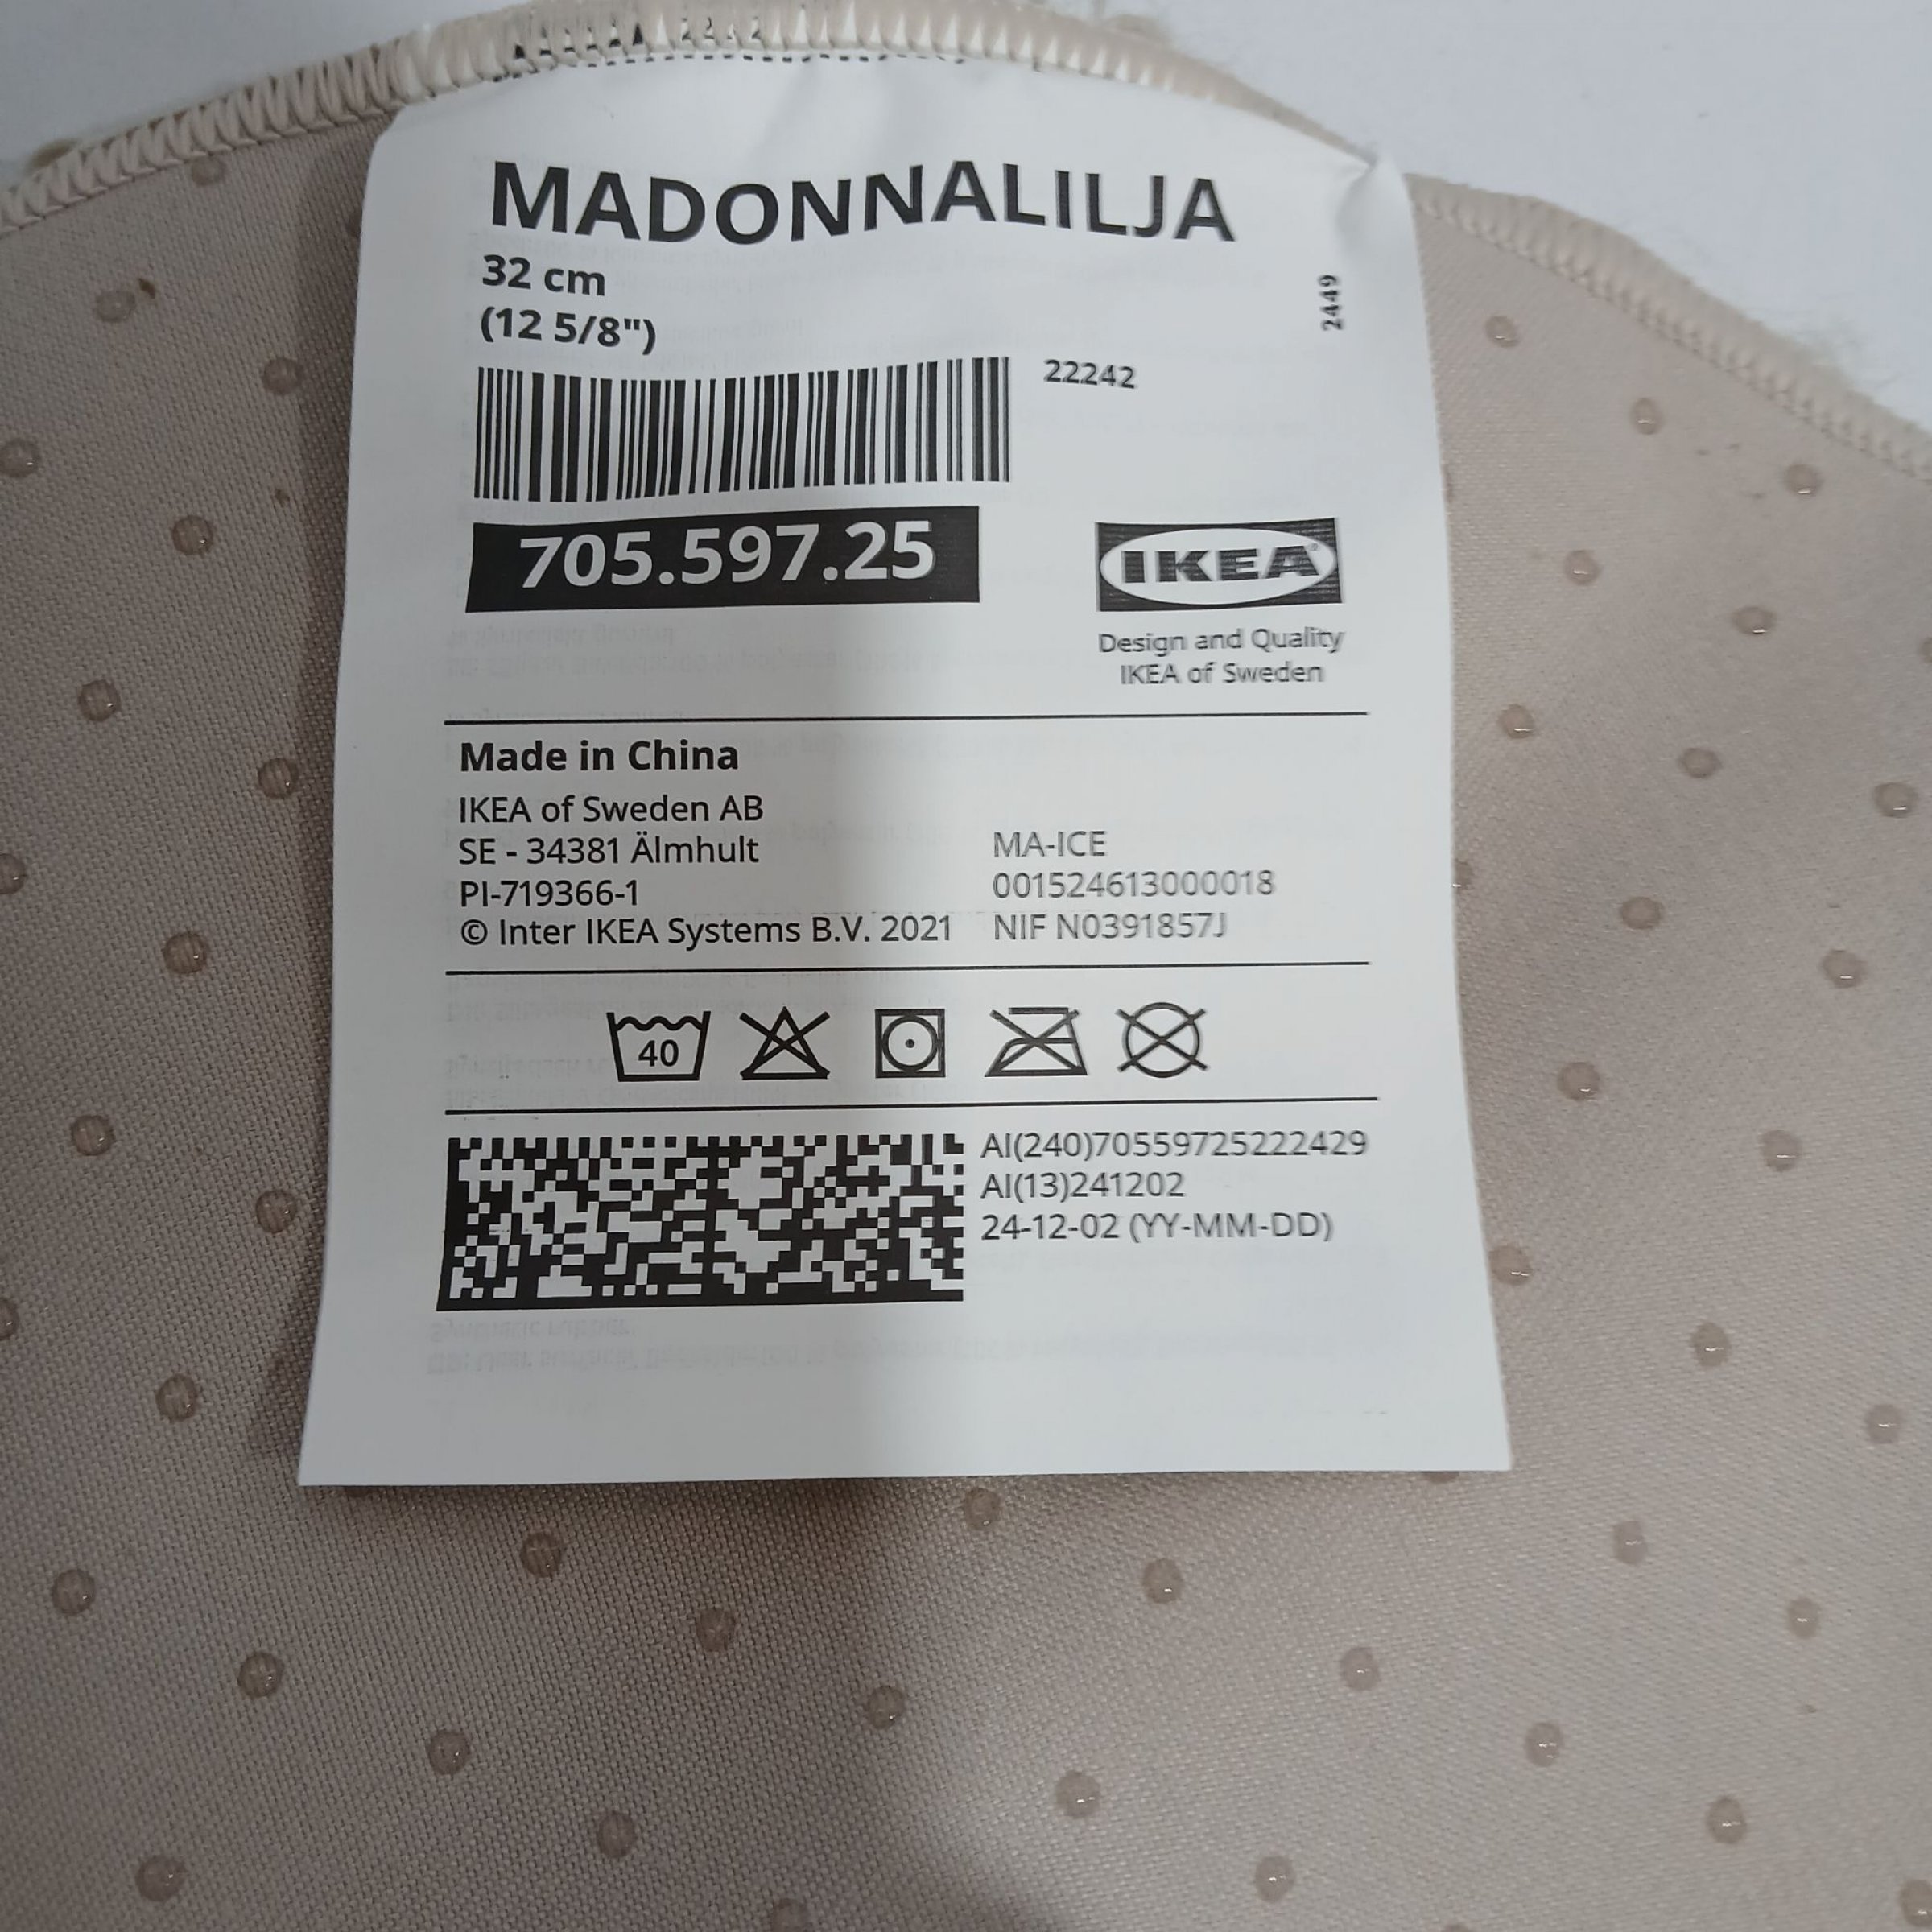 MADONNALILJA
32 cm
(12 5/8")
2449
22242
705.597.25
IKEA®
Design and Quality
IKEA of Sweden
Made in China
IKEA of Sweden AB
SE - 34381 Älmhult
PI-719366-1
© Inter IKEA Systems B.V. 2021
MA-ICE
001524613000018
NIF N0391857J
40
AI(240)70559725222429
AI(13)241202
24-12-02 (YY-MM-DD)